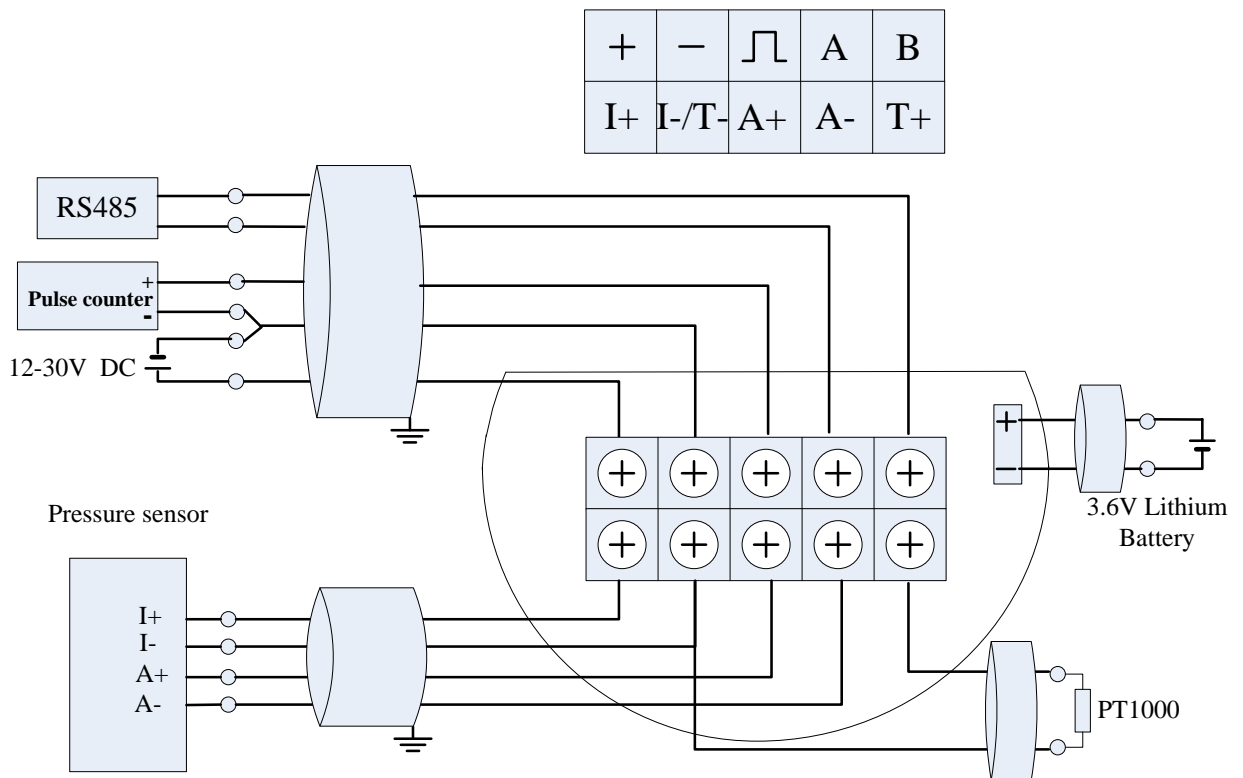 + − A B
I+ I-/T- A+ A- T+
RS485
+
Pulse counter
-
12-30V DC
+
−
3.6V Lithium
Battery
Pressure sensor
I+
I-
A+
A-
PT1000